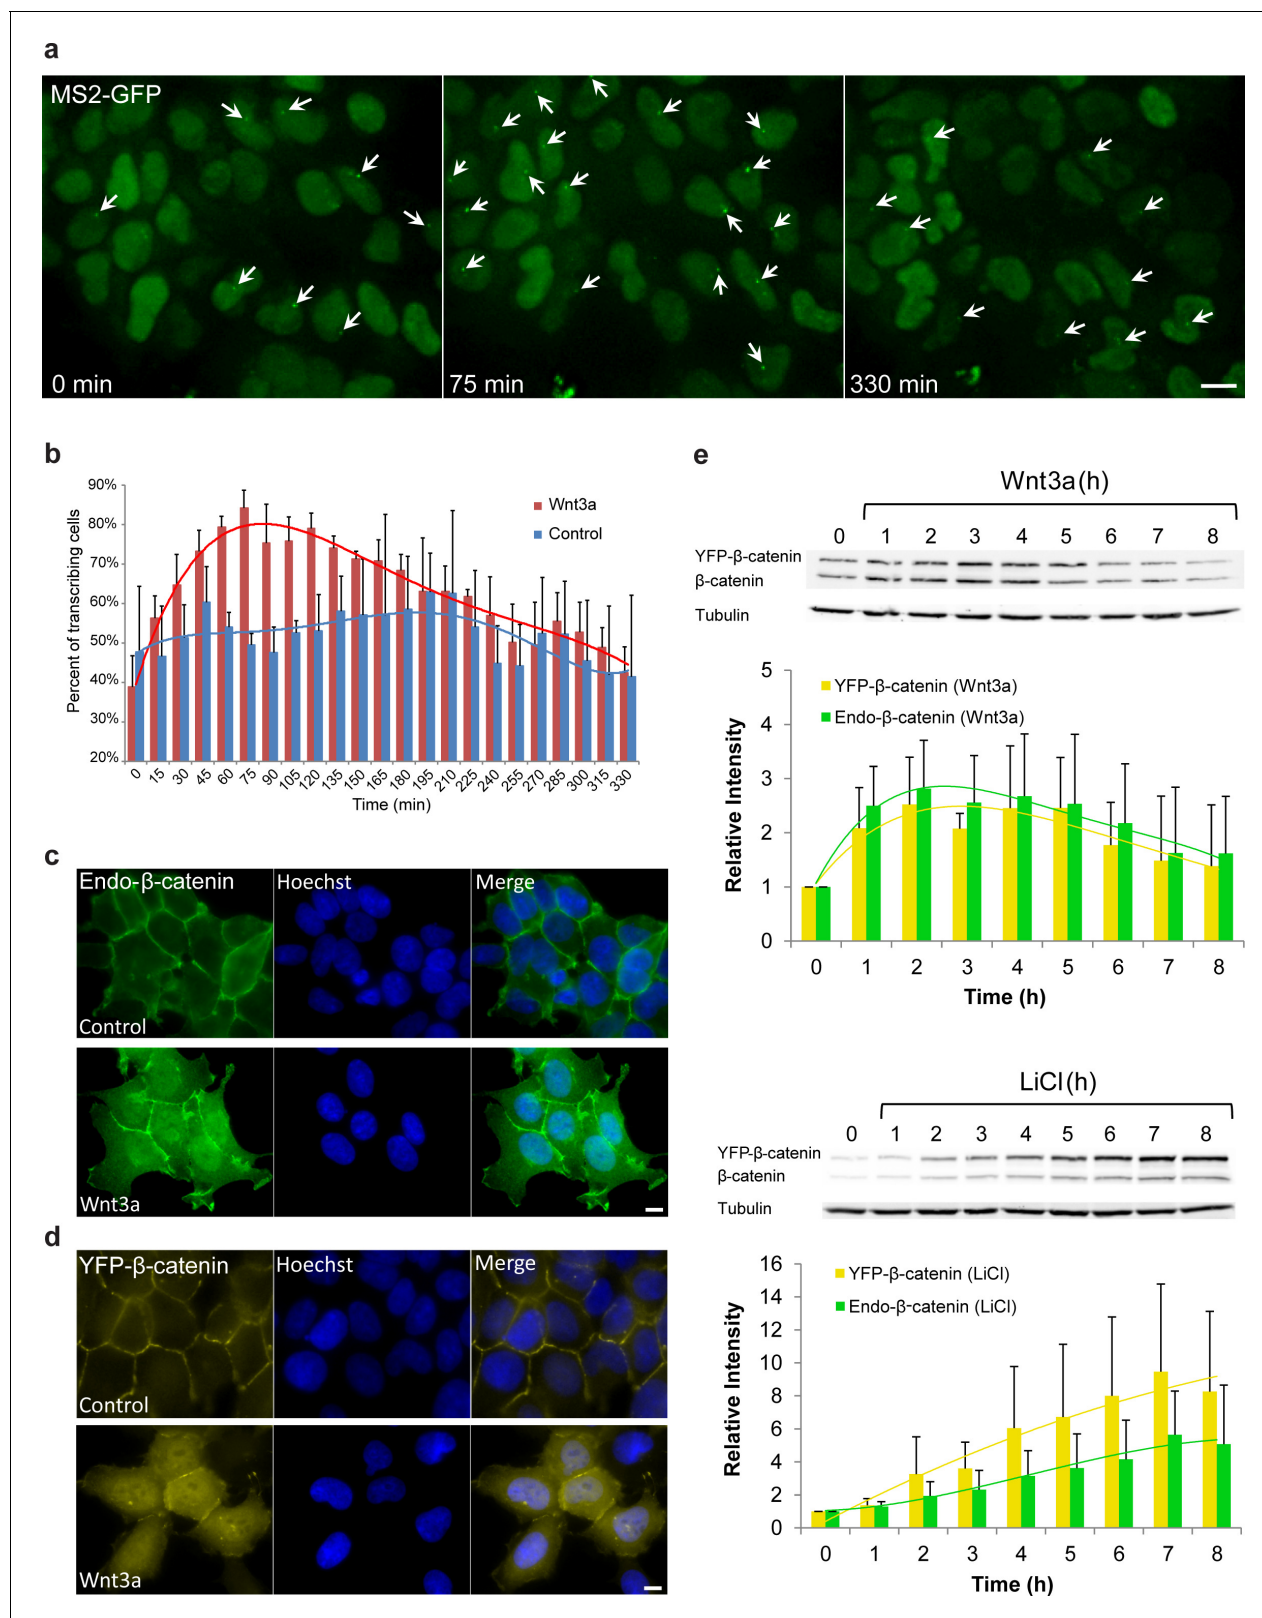 a
MS2-GFP
0 min
75 min
330 min
b
90%
80%
70%
60%
50%
40%
30%
20%
Percent of transcribing cells
Wnt3a
Control
0 15 30 45 60 75 90 105 120 135 150 165 180 195 210 225 240 255 270 285 300 315 330
Time (min)
c
Endo-β-catenin
Hoechst
Merge
Control
Wnt3a
d
YFP-β-catenin
Hoechst
Merge
Control
Wnt3a
e
Wnt3a (h)
0 1 2 3 4 5 6 7 8
YFP-β-catenin
β-catenin
Tubulin
5
4
3
2
1
0
Relative Intensity
YFP-β-catenin (Wnt3a)
Endo-β-catenin (Wnt3a)
0 1 2 3 4 5 6 7 8
Time (h)
LiCl (h)
0 1 2 3 4 5 6 7 8
YFP-β-catenin
β-catenin
Tubulin
16
14
12
10
8
6
4
2
0
Relative Intensity
YFP-β-catenin (LiCl)
Endo-β-catenin (LiCl)
0 1 2 3 4 5 6 7 8
Time (h)